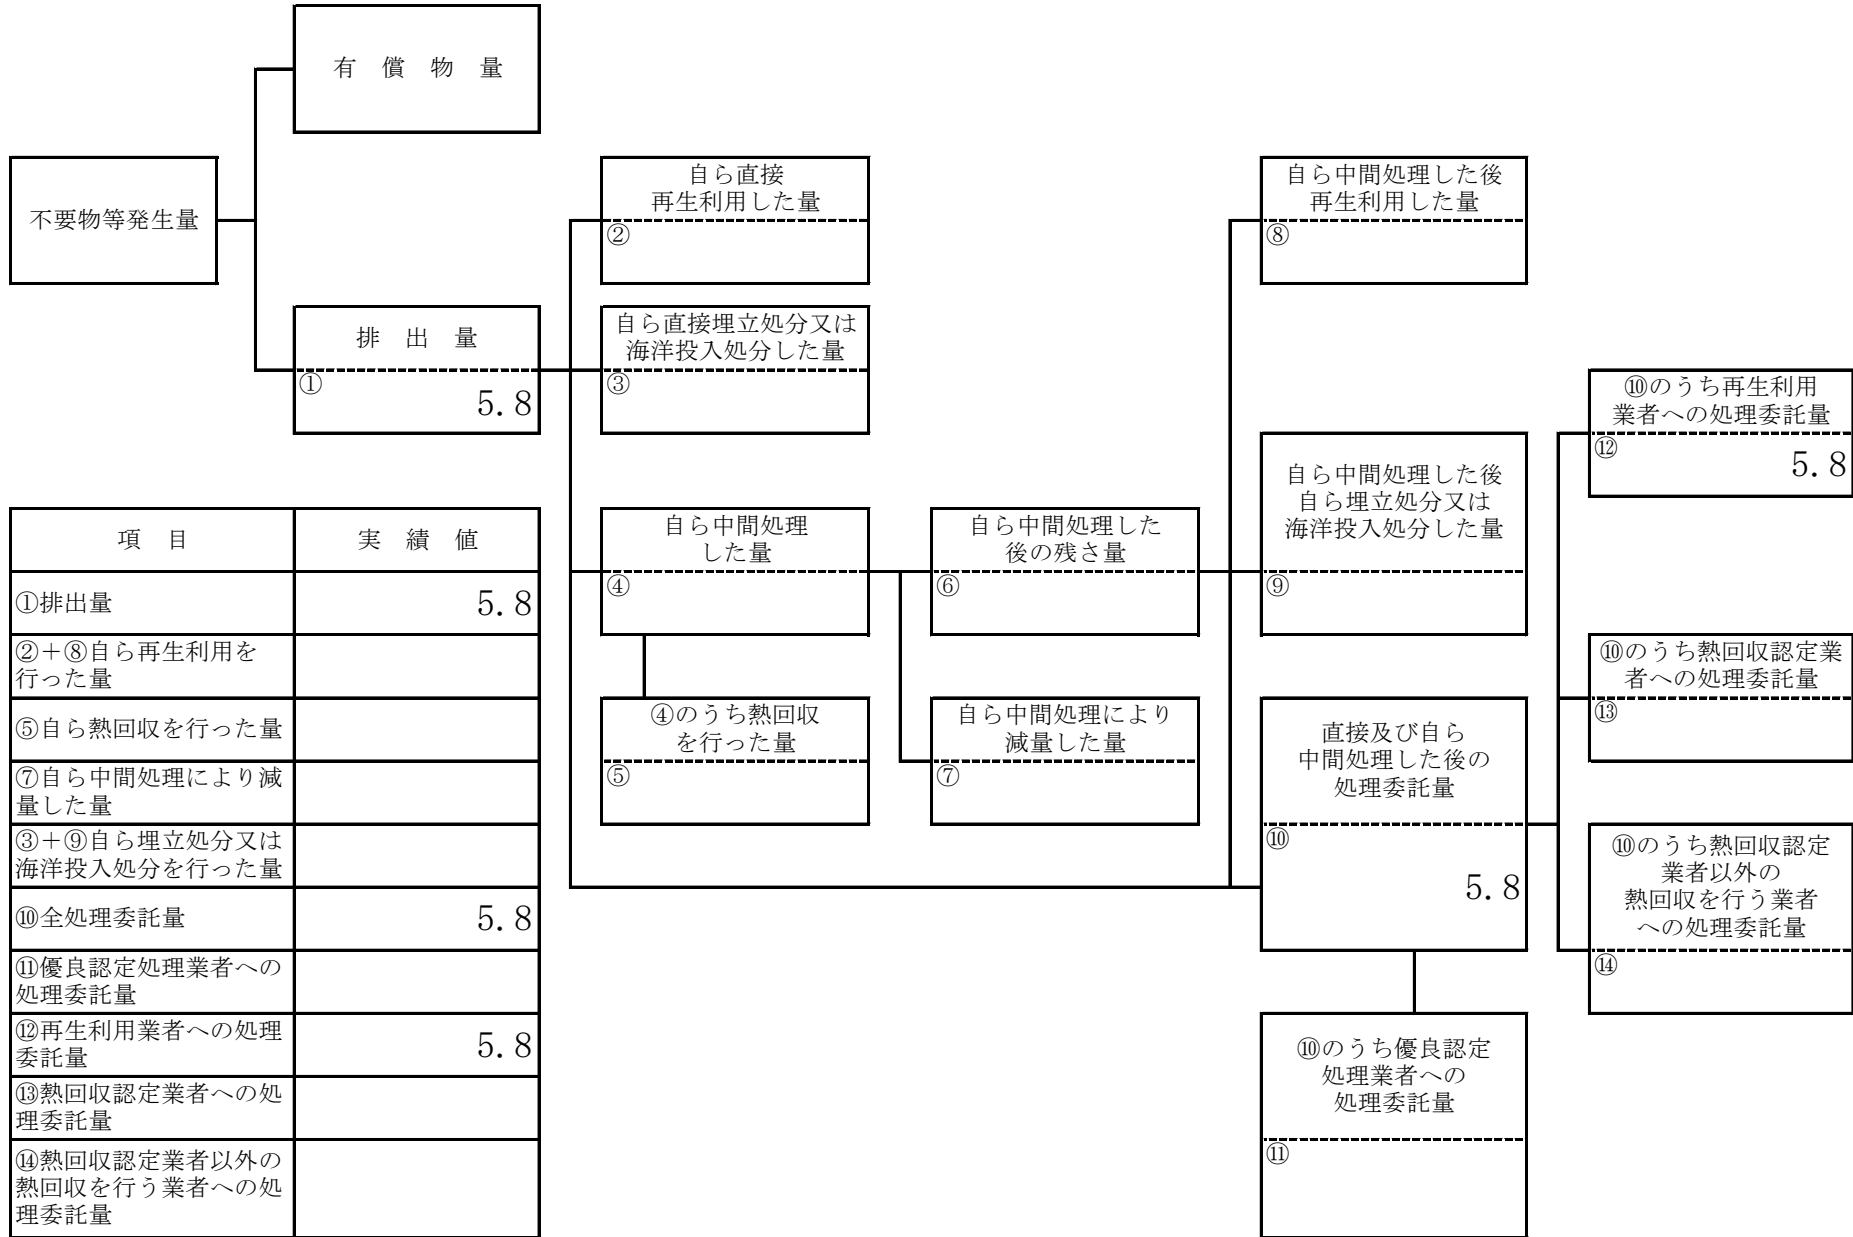 有　償　物　量
不要物等発生量
排　出　量
①
5.8
自ら直接
再生利用した量
②
自ら直接埋立処分又は
海洋投入処分した量
③
自ら中間処理
した量
④
④のうち熱回収
を行った量
⑤
自ら中間処理した
後の残さ量
⑥
自ら中間処理により
減量した量
⑦
自ら中間処理した後
再生利用した量
⑧
自ら中間処理した後
自ら埋立処分又は
海洋投入処分した量
⑨
直接及び自ら
中間処理した後の
処理委託量
⑩
5.8
⑩のうち優良認定
処理業者への
処理委託量
⑪
⑩のうち再生利用
業者への処理委託量
⑫
5.8
⑩のうち熱回収認定業
者への処理委託量
⑬
⑩のうち熱回収認定
業者以外の
熱回収を行う業者
への処理委託量
⑭
項　目　実　績　値
①排出量　5.8
②＋⑧自ら再生利用を
行った量
⑤自ら熱回収を行った量
⑦自ら中間処理により減
量した量
③＋⑨自ら埋立処分又は
海洋投入処分を行った量
⑩全処理委託量　5.8
⑪優良認定処理業者への
処理委託量
⑫再生利用業者への処理
委託量　5.8
⑬熱回収認定業者への処
理委託量
⑭熱回収認定業者以外の
熱回収を行う業者への処
理委託量